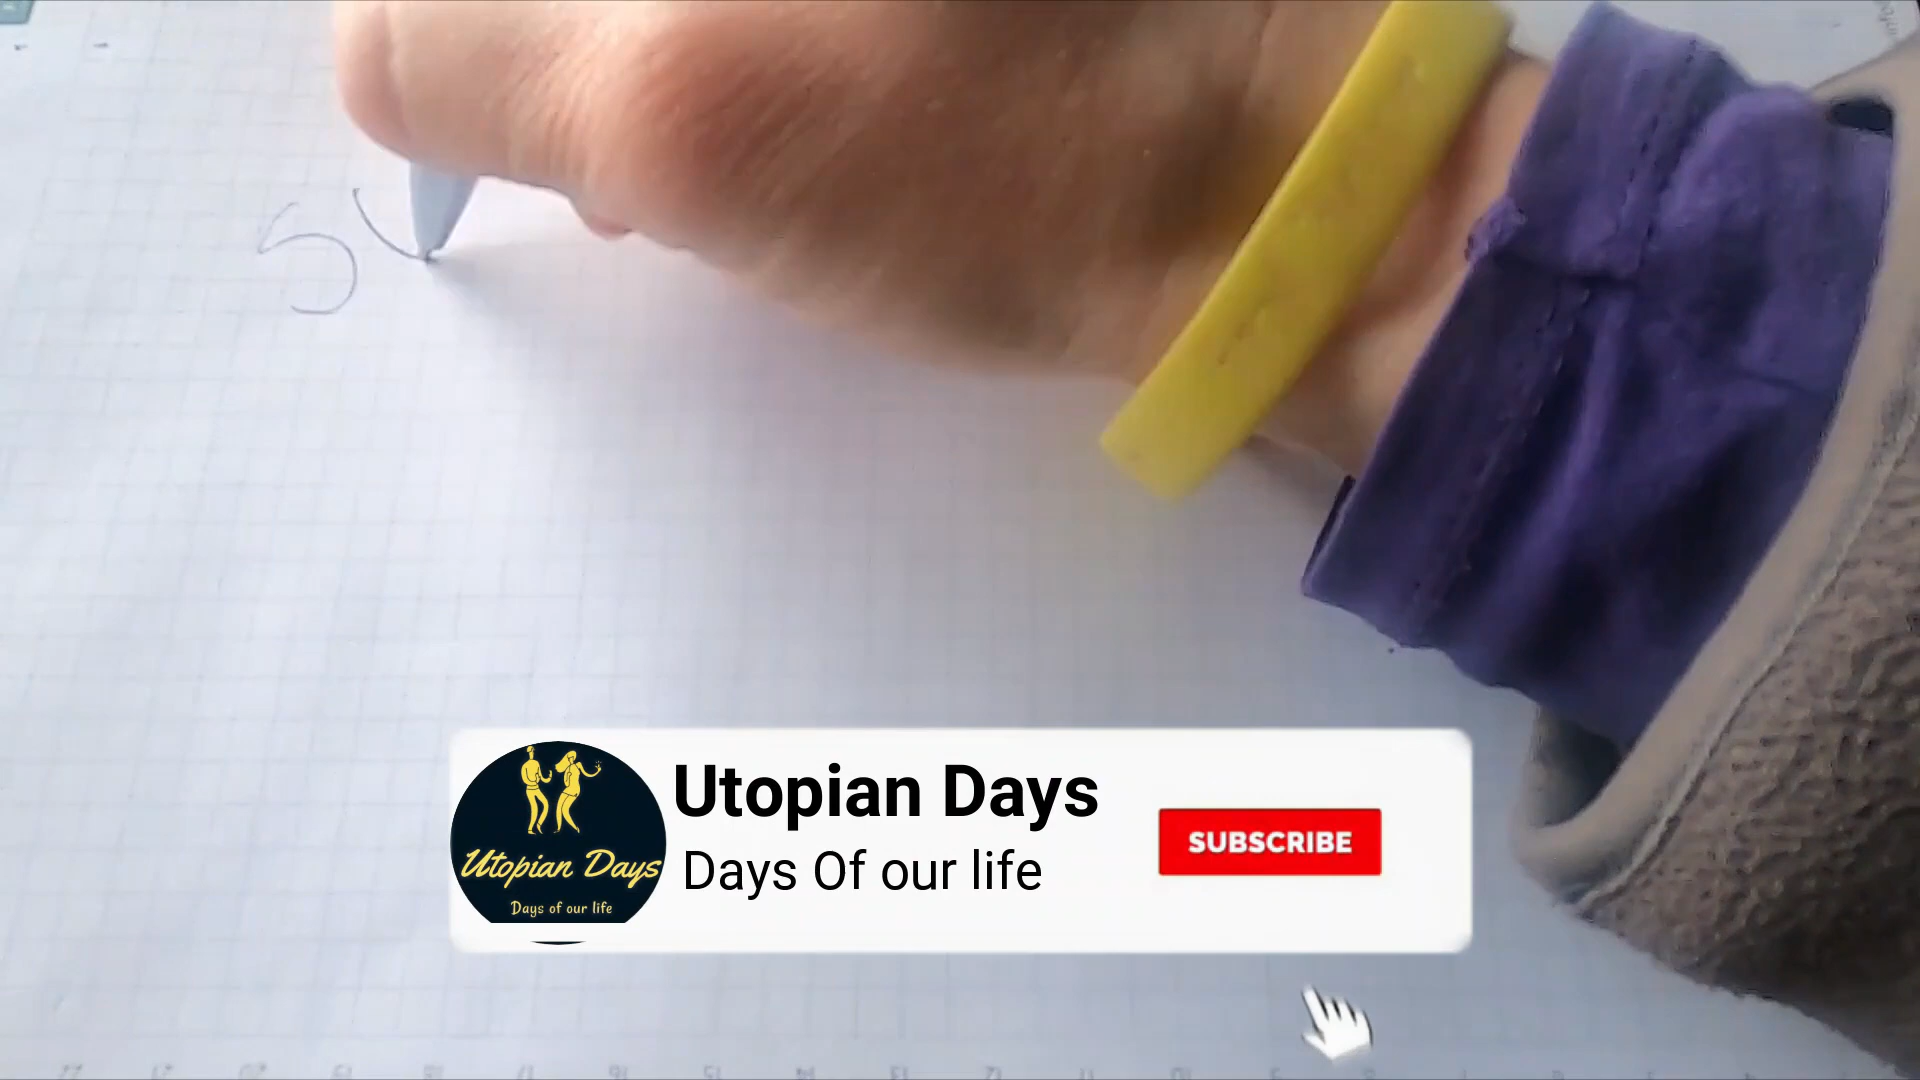 S
Utopian Days
Days Of our life
SUBSCRIBE
Utopian Days
Days of our life